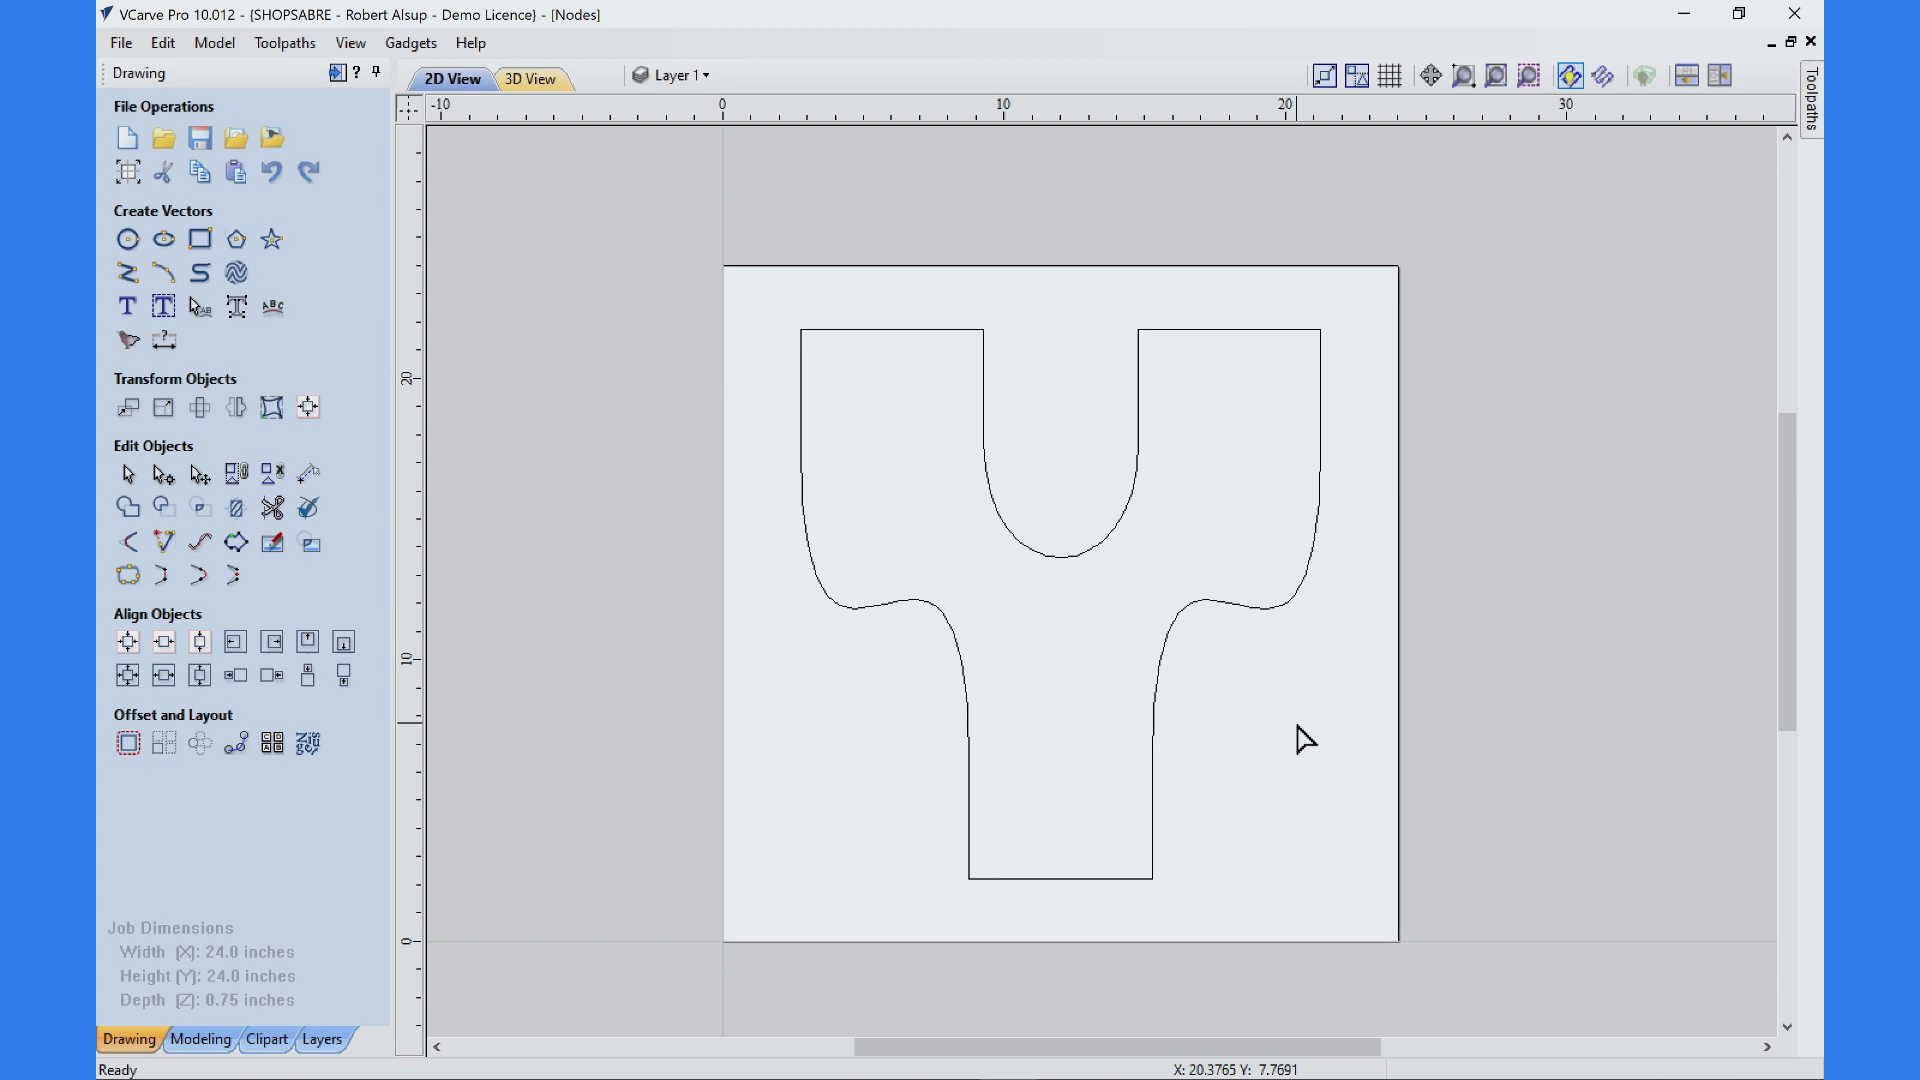 VCarve Pro 10.012 - {SHOPSABRE - Robert Alsup - Demo Licence} - [Nodes]
File Edit Model Toolpaths View Gadgets Help
Drawing
2D View 3D View Layer 1
Toolpaths
-10 0 10 20 30
File Operations
Create Vectors
Transform Objects
20
Edit Objects
Align Objects
10
Offset and Layout
0
Job Dimensions
Width (X): 24.0 inches
Height (Y): 24.0 inches
Depth (Z): 0.75 inches
Drawing Modeling Clipart Layers
Ready
X: 20.3765 Y: 7.7691